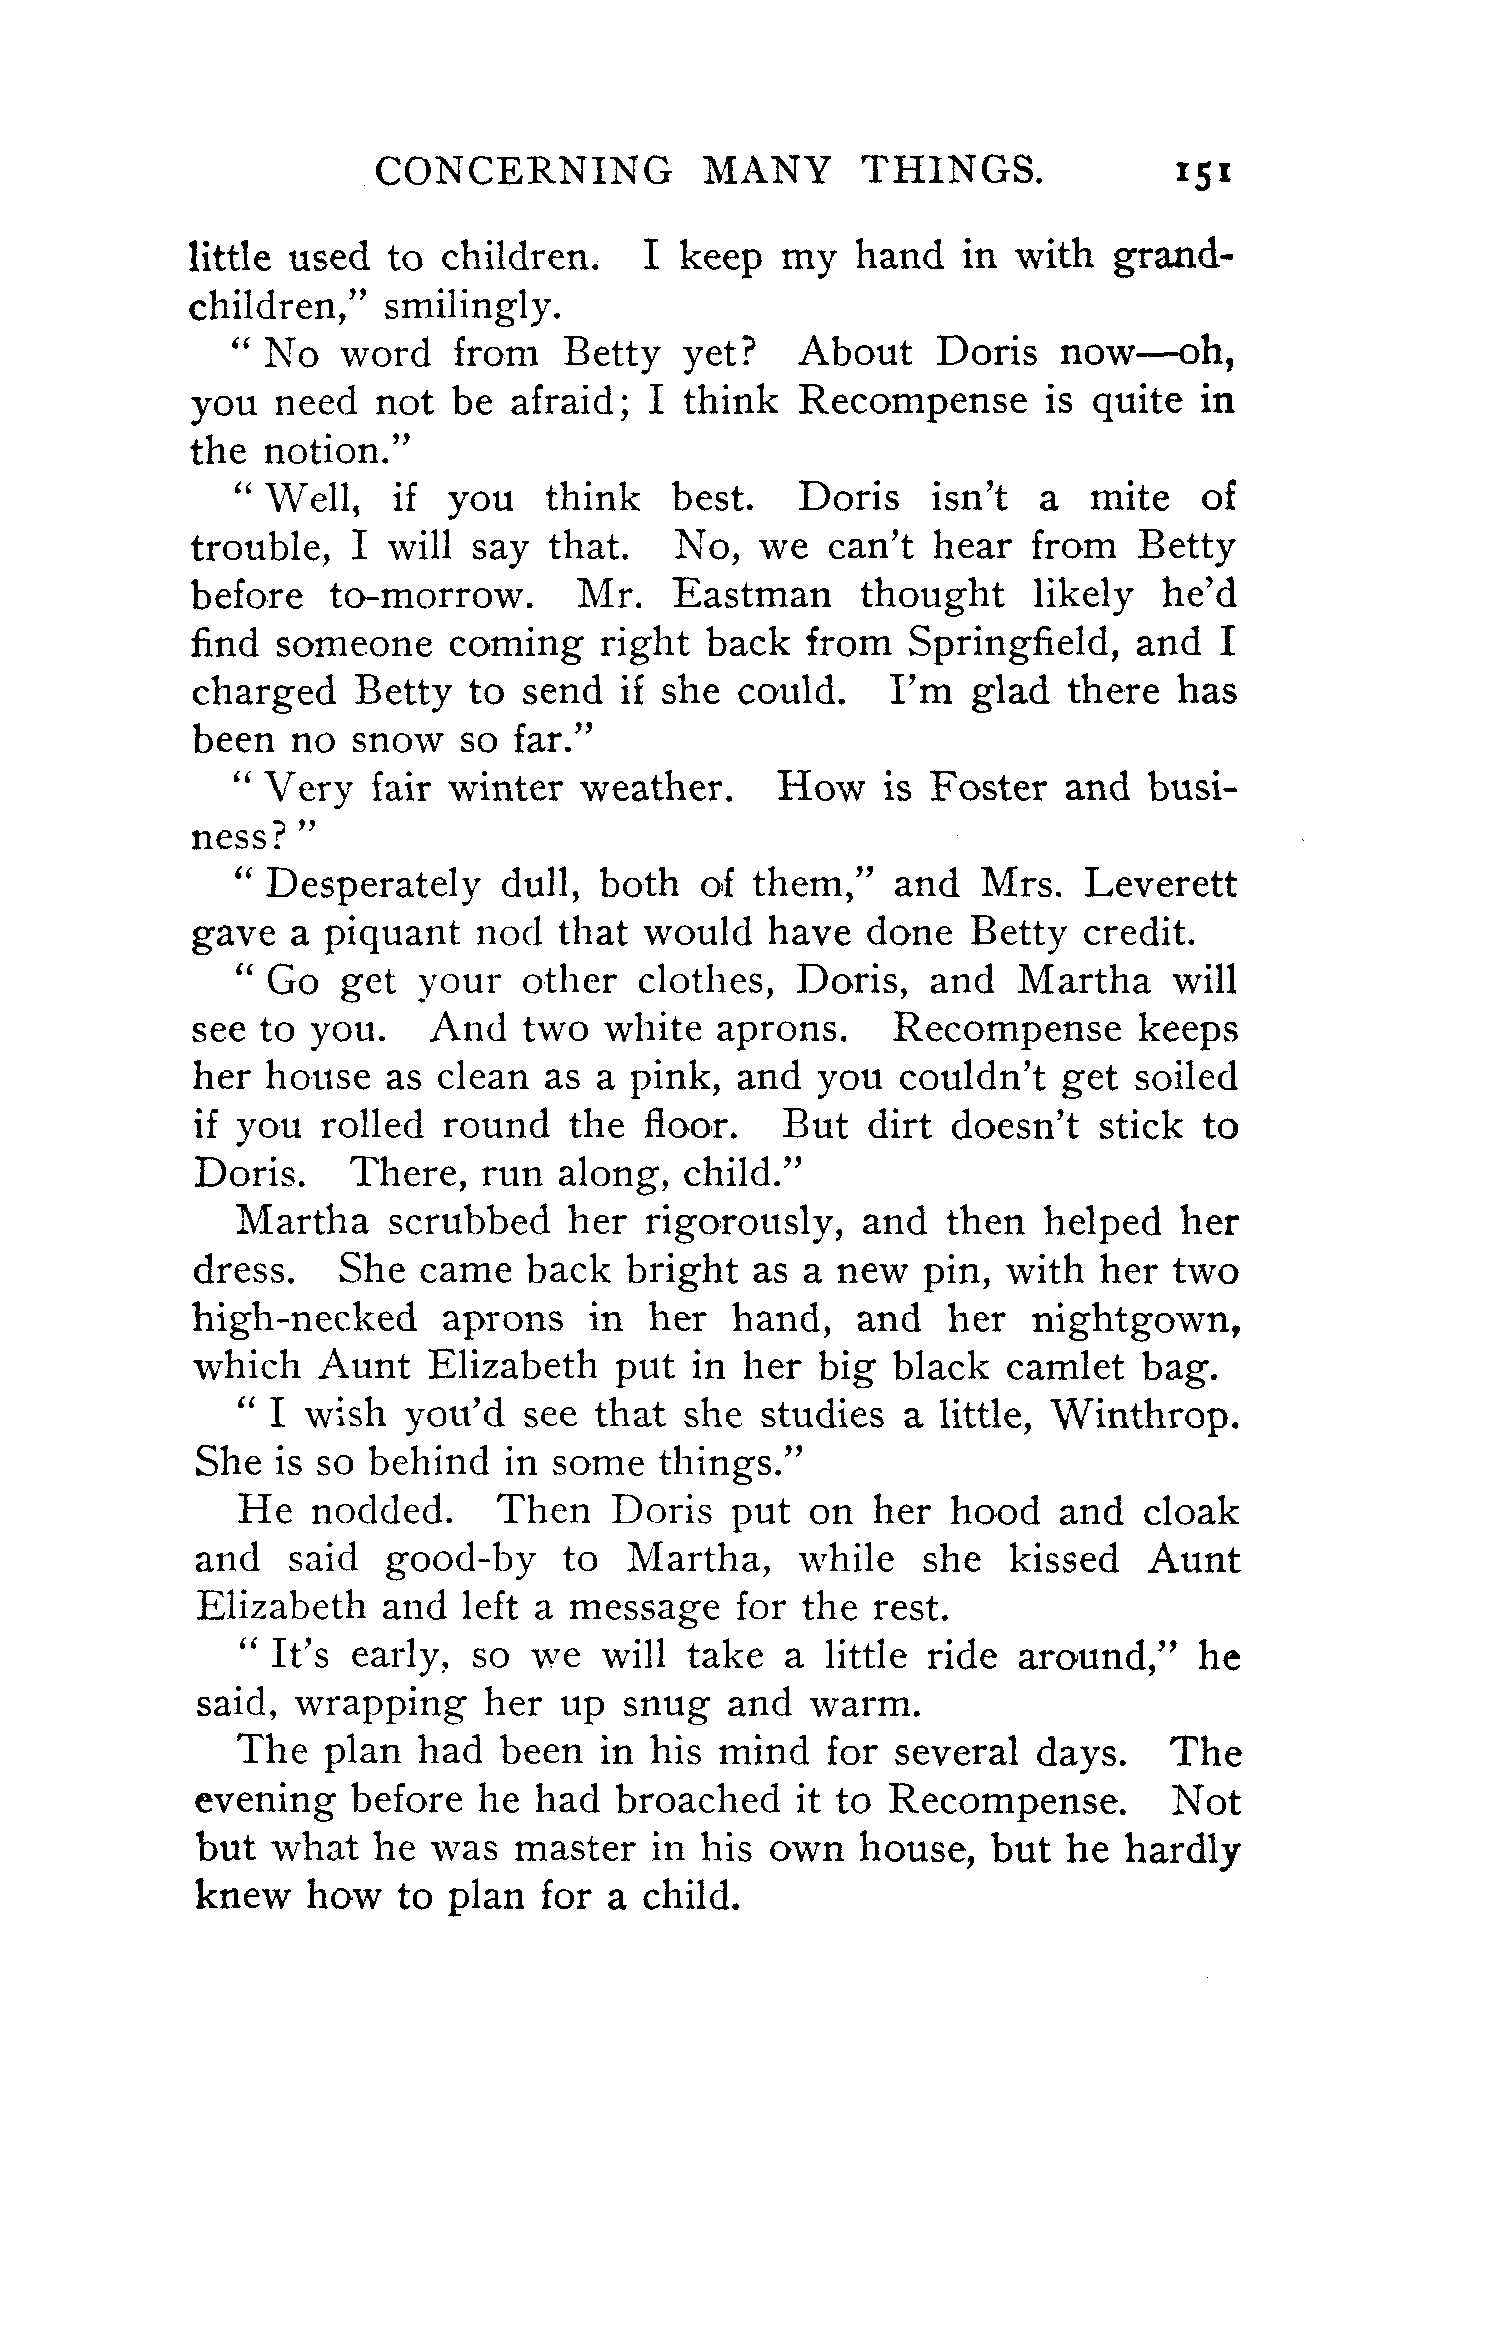 CONCERNING MANY THINGS. 151
little used to children. I keep my hand in with grand-
children," smilingly.
" No word from Betty yet? About Doris now—oh,
you need not be afraid; I think Recompense is quite in
the notion."
" Well, if you think best. Doris isn't a mite of
trouble, I will say that. No, we can't hear from Betty
before to-morrow. Mr. Eastman thought likely he'd
find someone coming right back from Springfield, and I
charged Betty to send if she could. I'm glad there has
been no snow so far."
" Very fair winter weather. How is Foster and busi-
ness? "
" Desperately dull, both of them," and Mrs. Leverett
gave a piquant nod that would have done Betty credit.
" Go get your other clothes, Doris, and Martha will
see to you. And two white aprons. Recompense keeps
her house as clean as a pink, and you couldn't get soiled
if you rolled round the floor. But dirt doesn't stick to
Doris. There, run along, child."
Martha scrubbed her rigorously, and then helped her
dress. She came back bright as a new pin, with her two
high-necked aprons in her hand, and her nightgown,
which Aunt Elizabeth put in her big black camlet bag.
" I wish you'd see that she studies a little, Winthrop.
She is so behind in some things."
He nodded. Then Doris put on her hood and cloak
and said good-by to Martha, while she kissed Aunt
Elizabeth and left a message for the rest.
" It's early, so we will take a little ride around," he
said, wrapping her up snug and warm.
The plan had been in his mind for several days. The
evening before he had broached it to Recompense. Not
but what he was master in his own house, but he hardly
knew how to plan for a child.